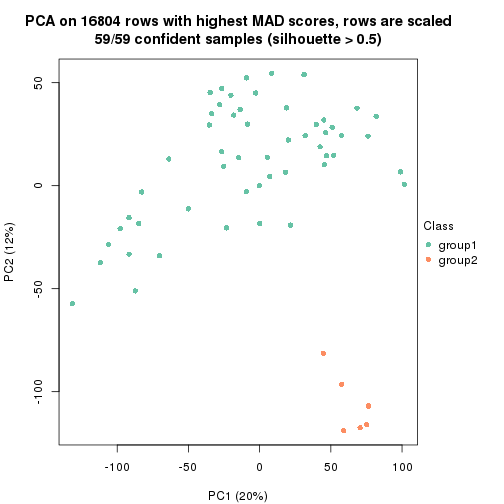 PCA on 16804 rows with highest MAD scores, rows are scaled
59/59 confident samples (silhouette > 0.5)
50
0
-50
-100
PC2 (12%)
-100
-50
0
50
100
PC1 (20%)
Class
group1
group2